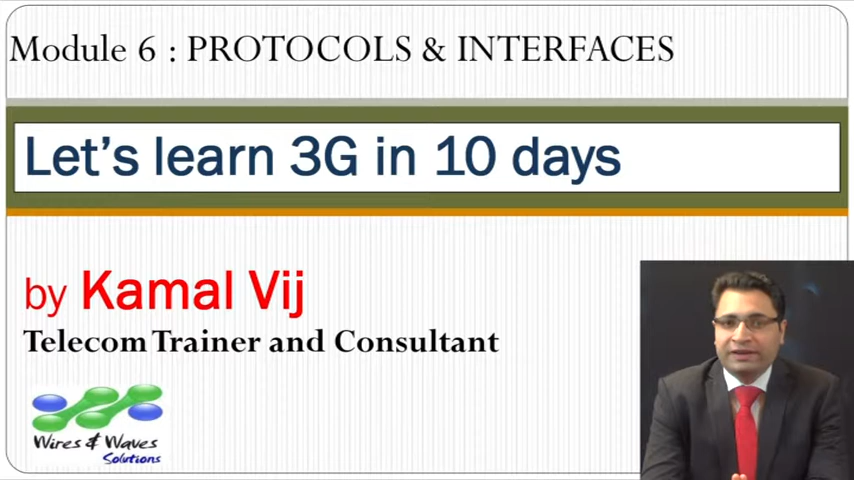 Module 6 : PROTOCOLS & INTERFACES
Let's learn 3G in 10 days
by Kamal Vij
Telecom Trainer and Consultant
Wires & Waves
Solutions